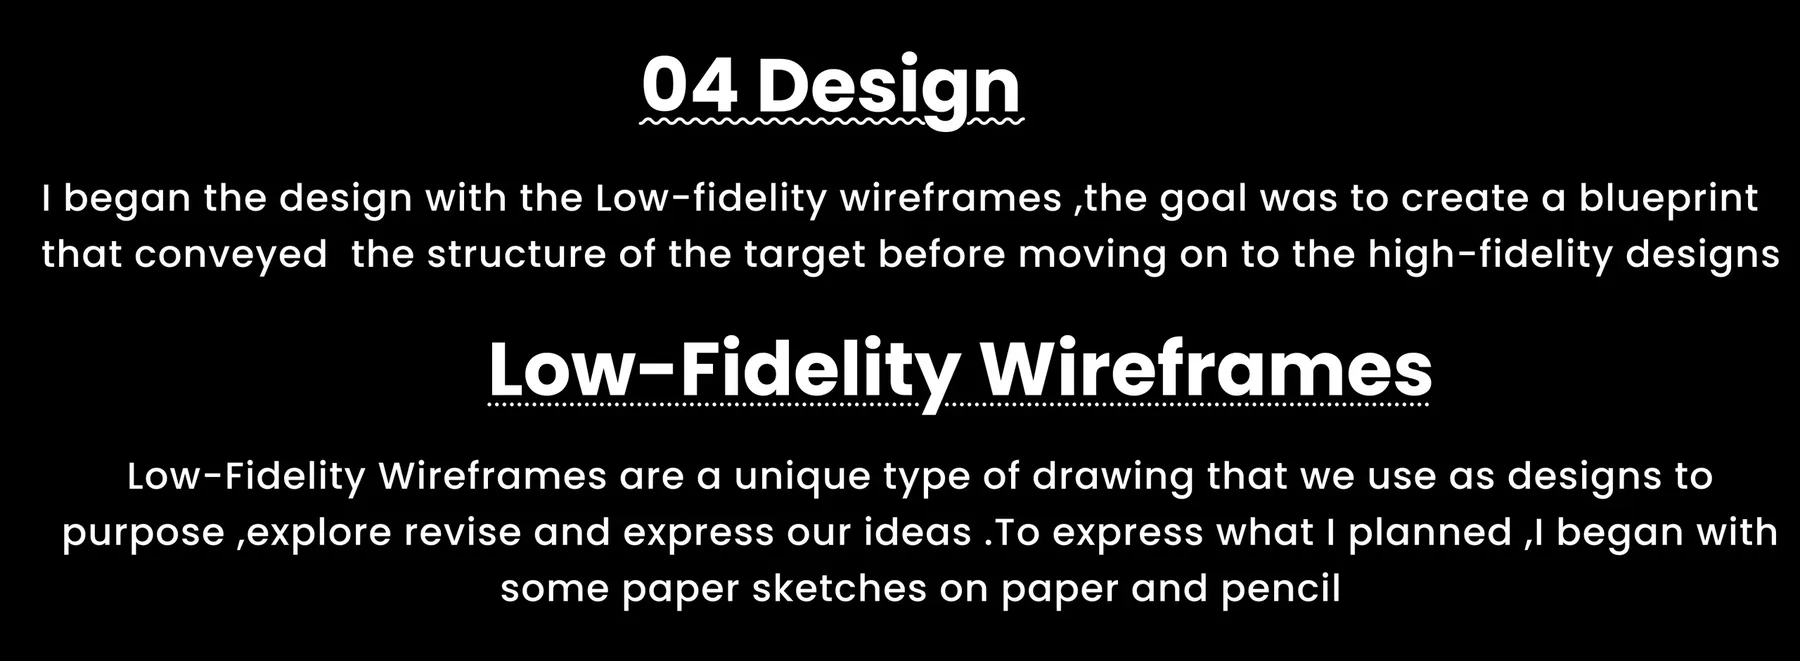 04 Design
I began the design with the Low-fidelity wireframes ,the goal was to create a blueprint
that conveyed  the structure of the target before moving on to the high-fidelity designs
Low-Fidelity Wireframes
Low-Fidelity Wireframes are a unique type of drawing that we use as designs to
purpose ,explore revise and express our ideas .To express what I planned ,I began with
some paper sketches on paper and pencil